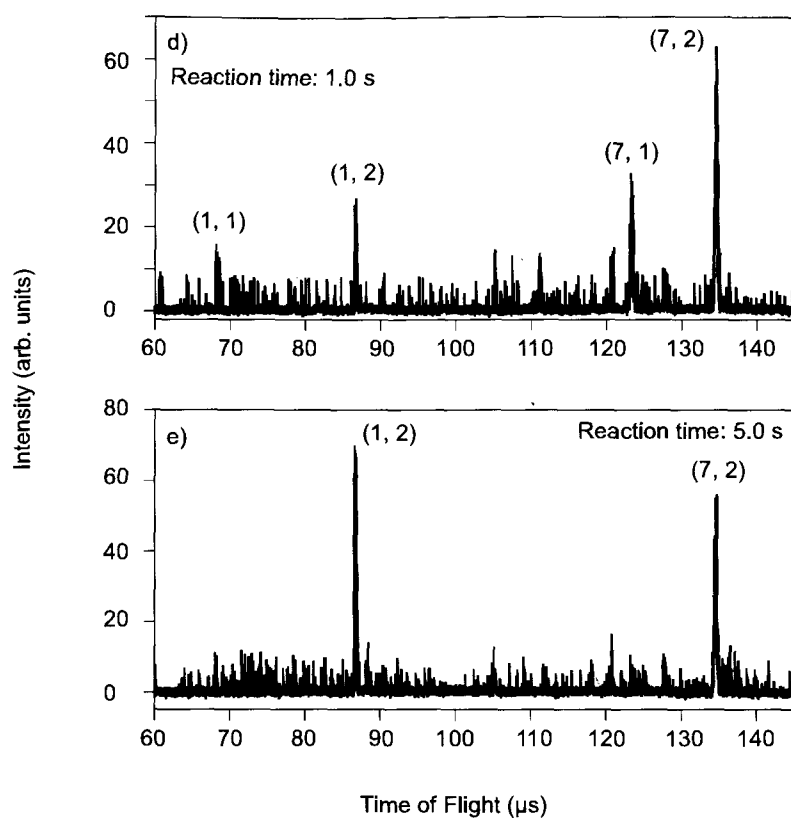 d)
Reaction time: 1.0 s
(1, 1)
(1, 2)
(7, 1)
(7, 2)
60
40
20
0
60 70 80 90 100 110 120 130 140
Intensity (arb. units)
e)
Reaction time: 5.0 s
(1, 2)
(7, 2)
80
60
40
20
0
60 70 80 90 100 110 120 130 140
Time of Flight (µs)